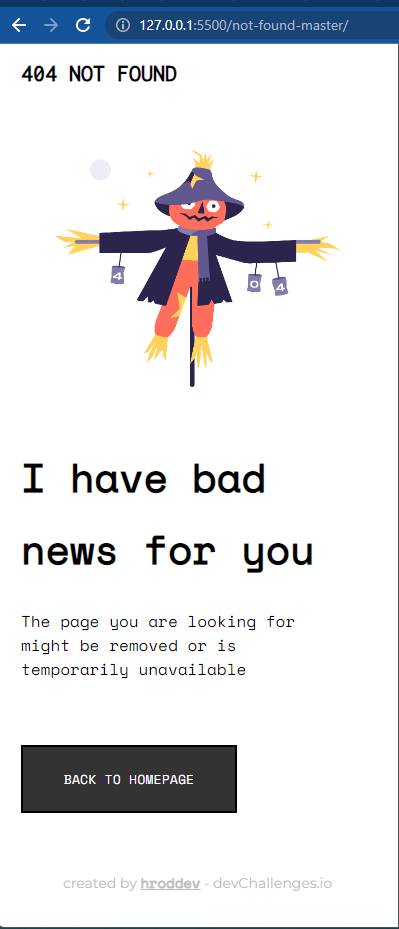 127.0.0.1:5500/not-found-master/
404 NOT FOUND
4
0
4
I have bad
news for you
The page you are looking for
might be removed or is
temporarily unavailable
BACK TO HOMEPAGE
created by hroddev - devChallenges.io